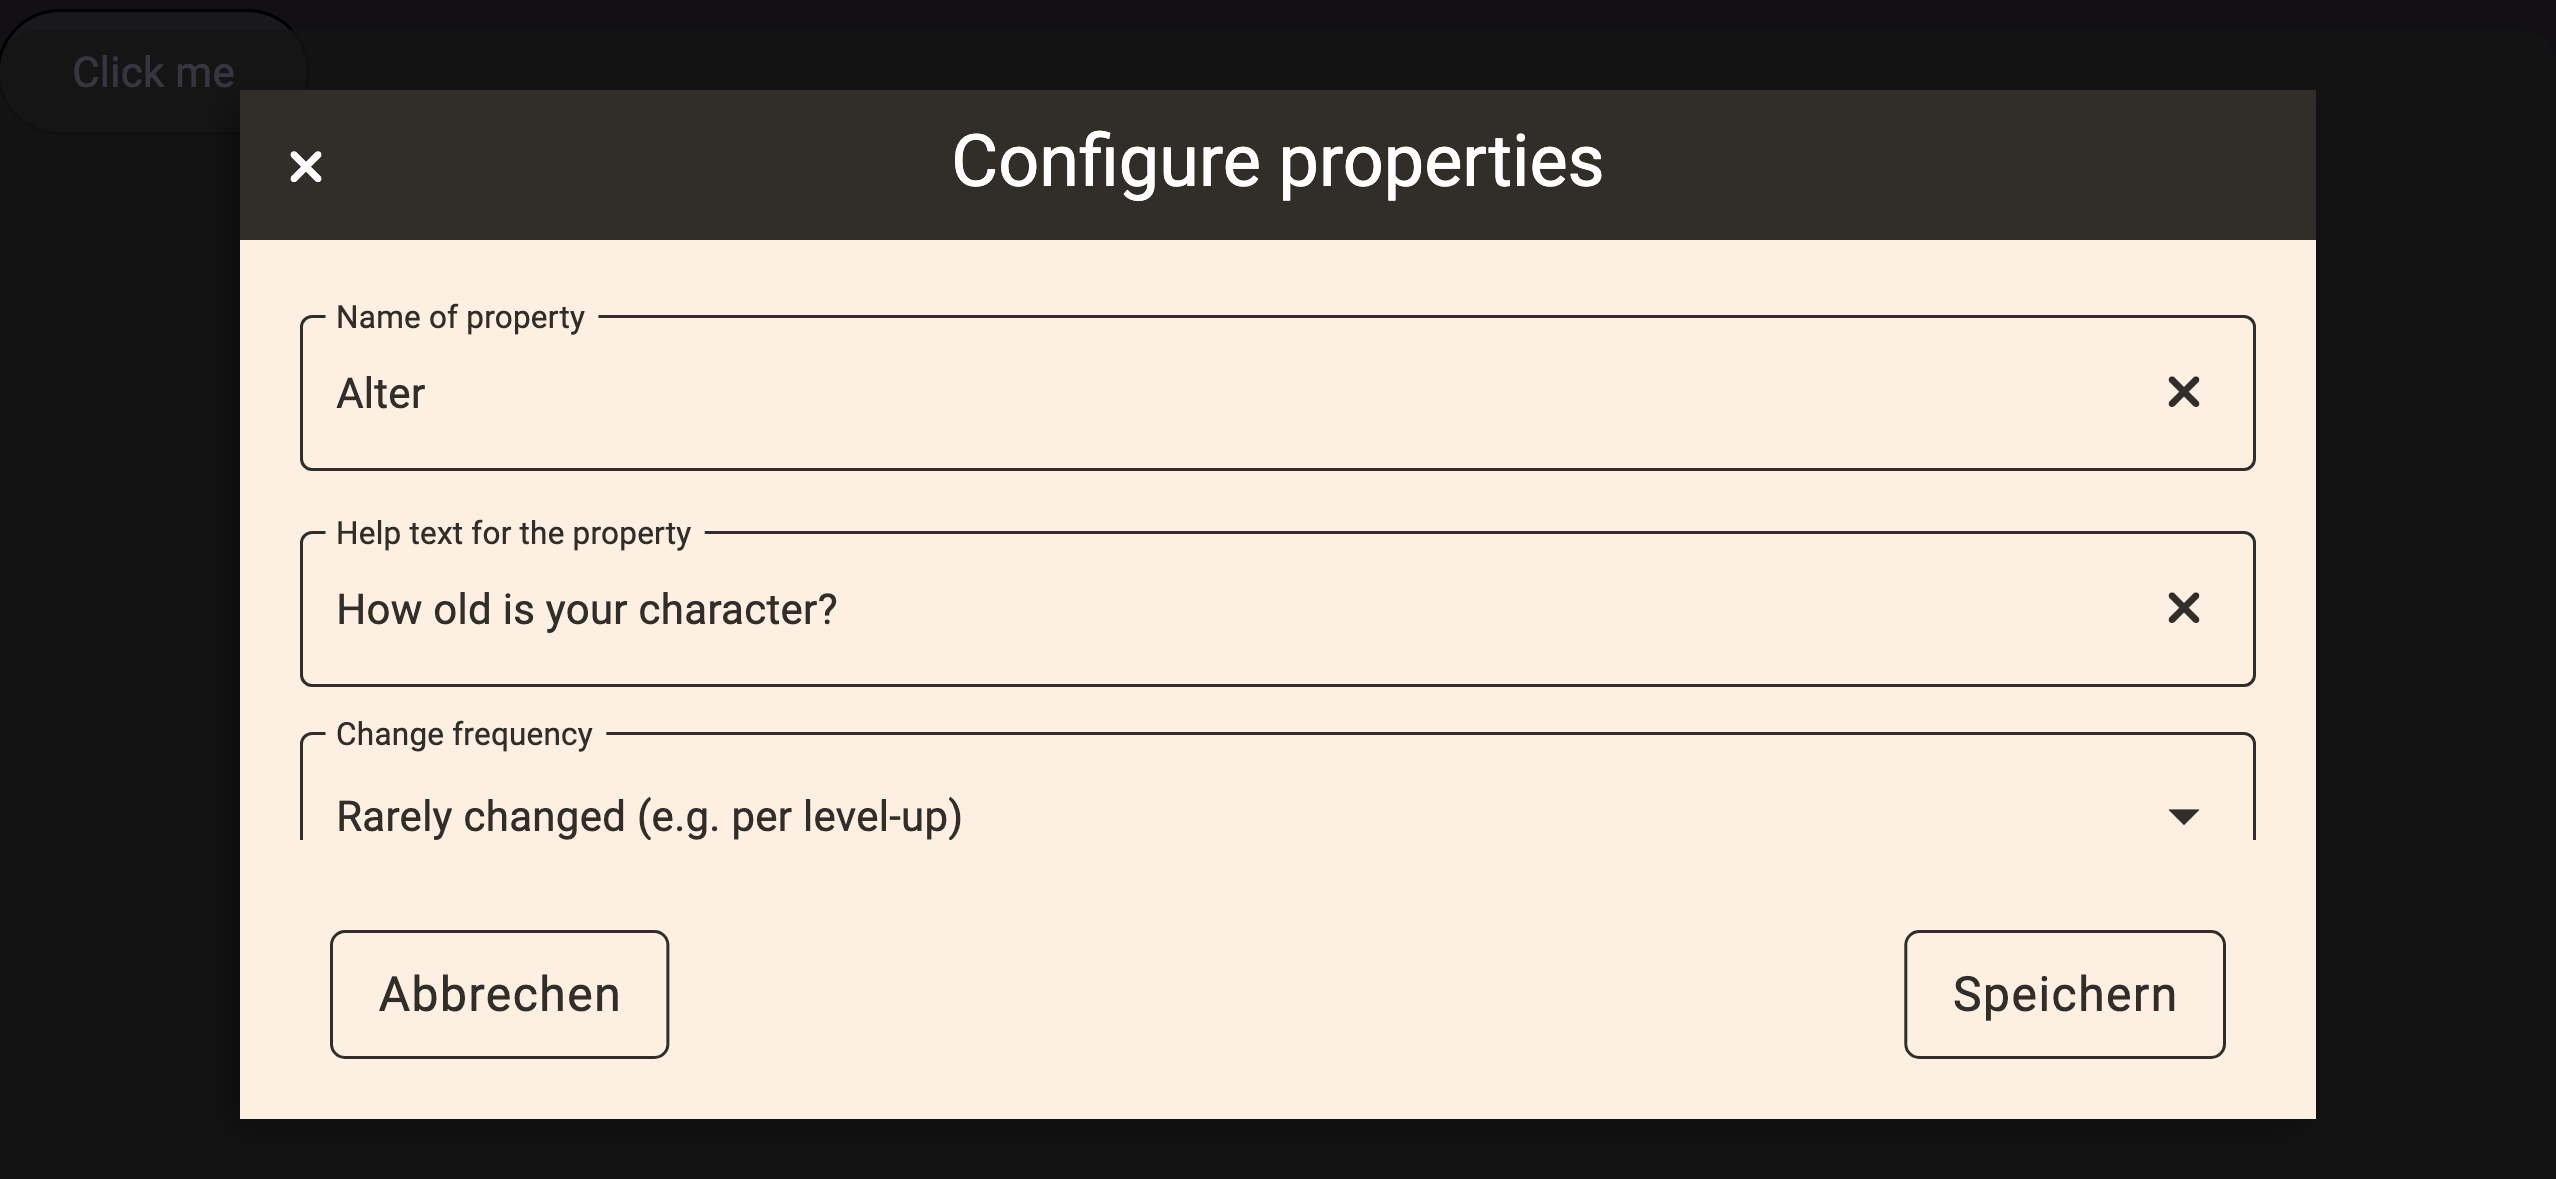 Click me
Configure properties
Name of property
Alter
Help text for the property
How old is your character?
Change frequency
Rarely changed (e.g. per level-up)
Abbrechen
Speichern